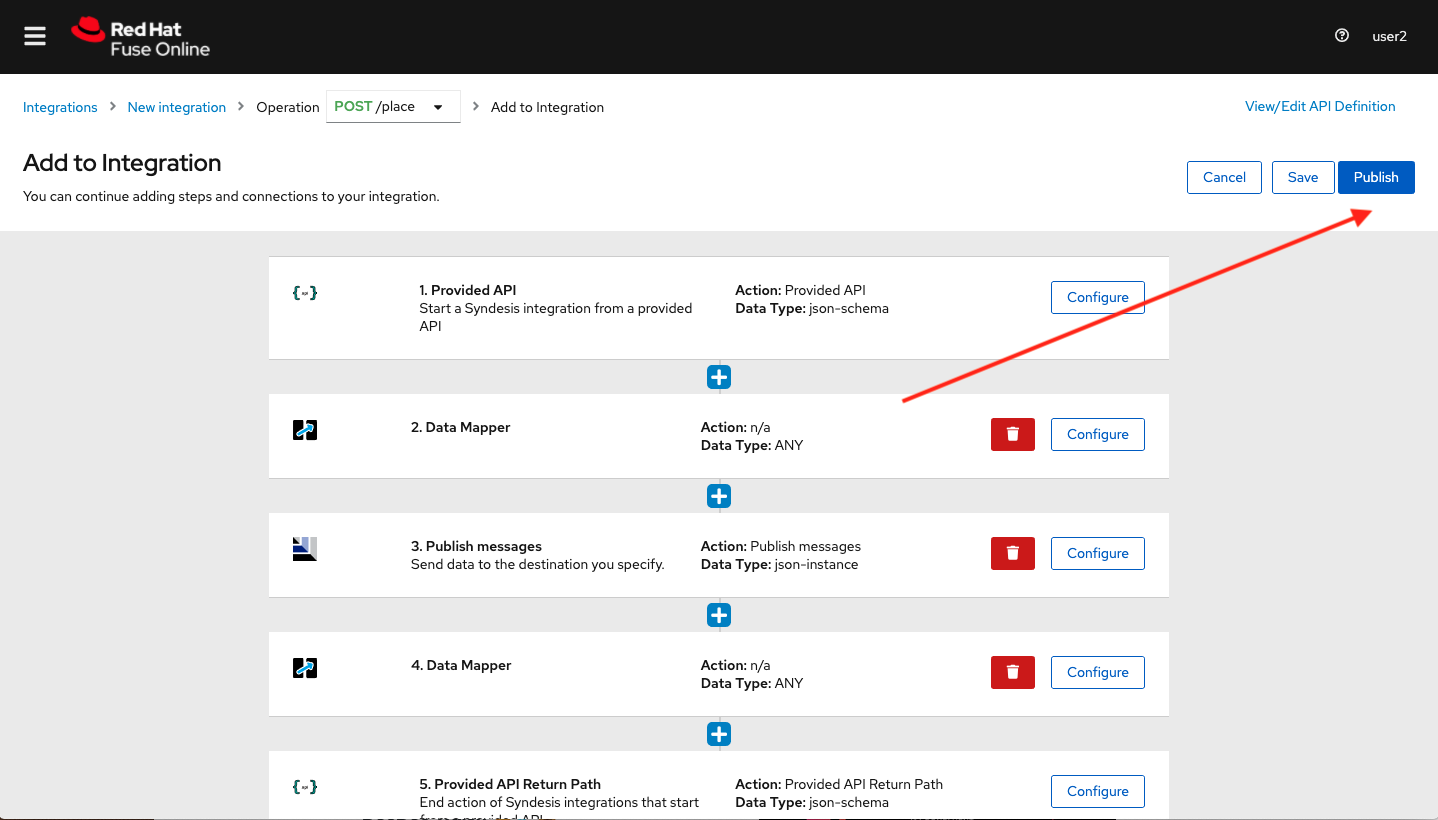 Red Hat
Fuse Online
user2
Integrations > New integration > Operation POST /place > Add to Integration
View/Edit API Definition
Add to Integration
You can continue adding steps and connections to your integration.
Cancel
Save
Publish
1. Provided API
Start a Syndesis integration from a provided
API
Action: Provided API
Data Type: json-schema
Configure
2. Data Mapper
Action: n/a
Data Type: ANY
Configure
3. Publish messages
Send data to the destination you specify.
Action: Publish messages
Data Type: json-instance
Configure
4. Data Mapper
Action: n/a
Data Type: ANY
Configure
5. Provided API Return Path
End action of Syndesis integrations that start
from a provided API
Action: Provided API Return Path
Data Type: json-schema
Configure